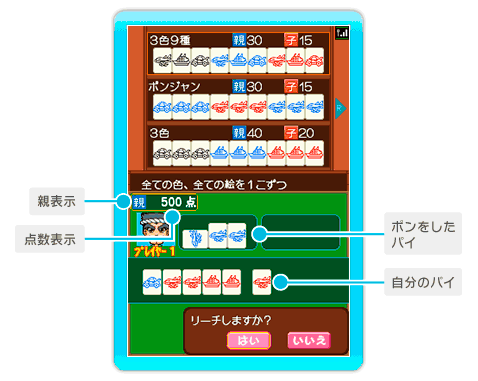 3色9種 親30 子15
ポンジャン 親30 子15
R
3色 親40 子20
全ての色、全ての絵を1こずつ
親表示
親 500点
点数表示
プレイヤー1
ポンをした
パイ
自分のパイ
リーチしますか?
はい いいえ